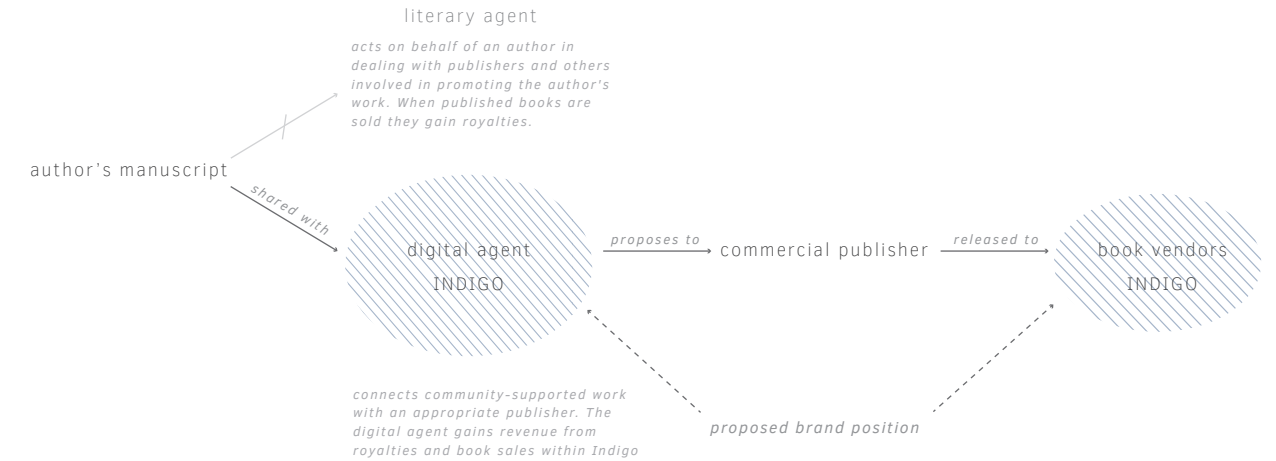 literary agent
acts on behalf of an author in
dealing with publishers and others
involved in promoting the author's
work. When published books are
sold they gain royalties.
author's manuscript
shared with
digital agent
INDIGO
proposes to
commercial publisher
released to
book vendors
INDIGO
connects community-supported work
with an appropriate publisher. The
digital agent gains revenue from
royalties and book sales within Indigo
proposed brand position